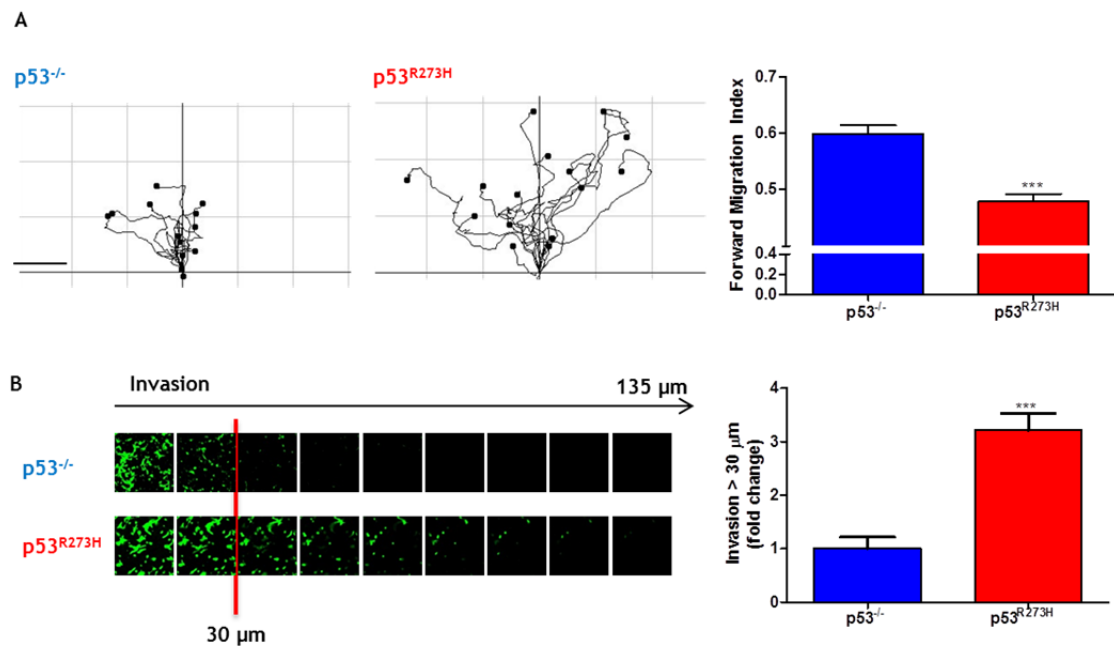 A
p53-/-
p53R273H
Forward Migration Index
0.7
0.6
0.5
0.4
0.2
0.0
***
p53-/-
p53R273H
B
Invasion
135 µm
p53-/-
p53R273H
30 µm
Invasion > 30 µm
(fold change)
4
3
2
1
0
***
p53-/-
p53R273H